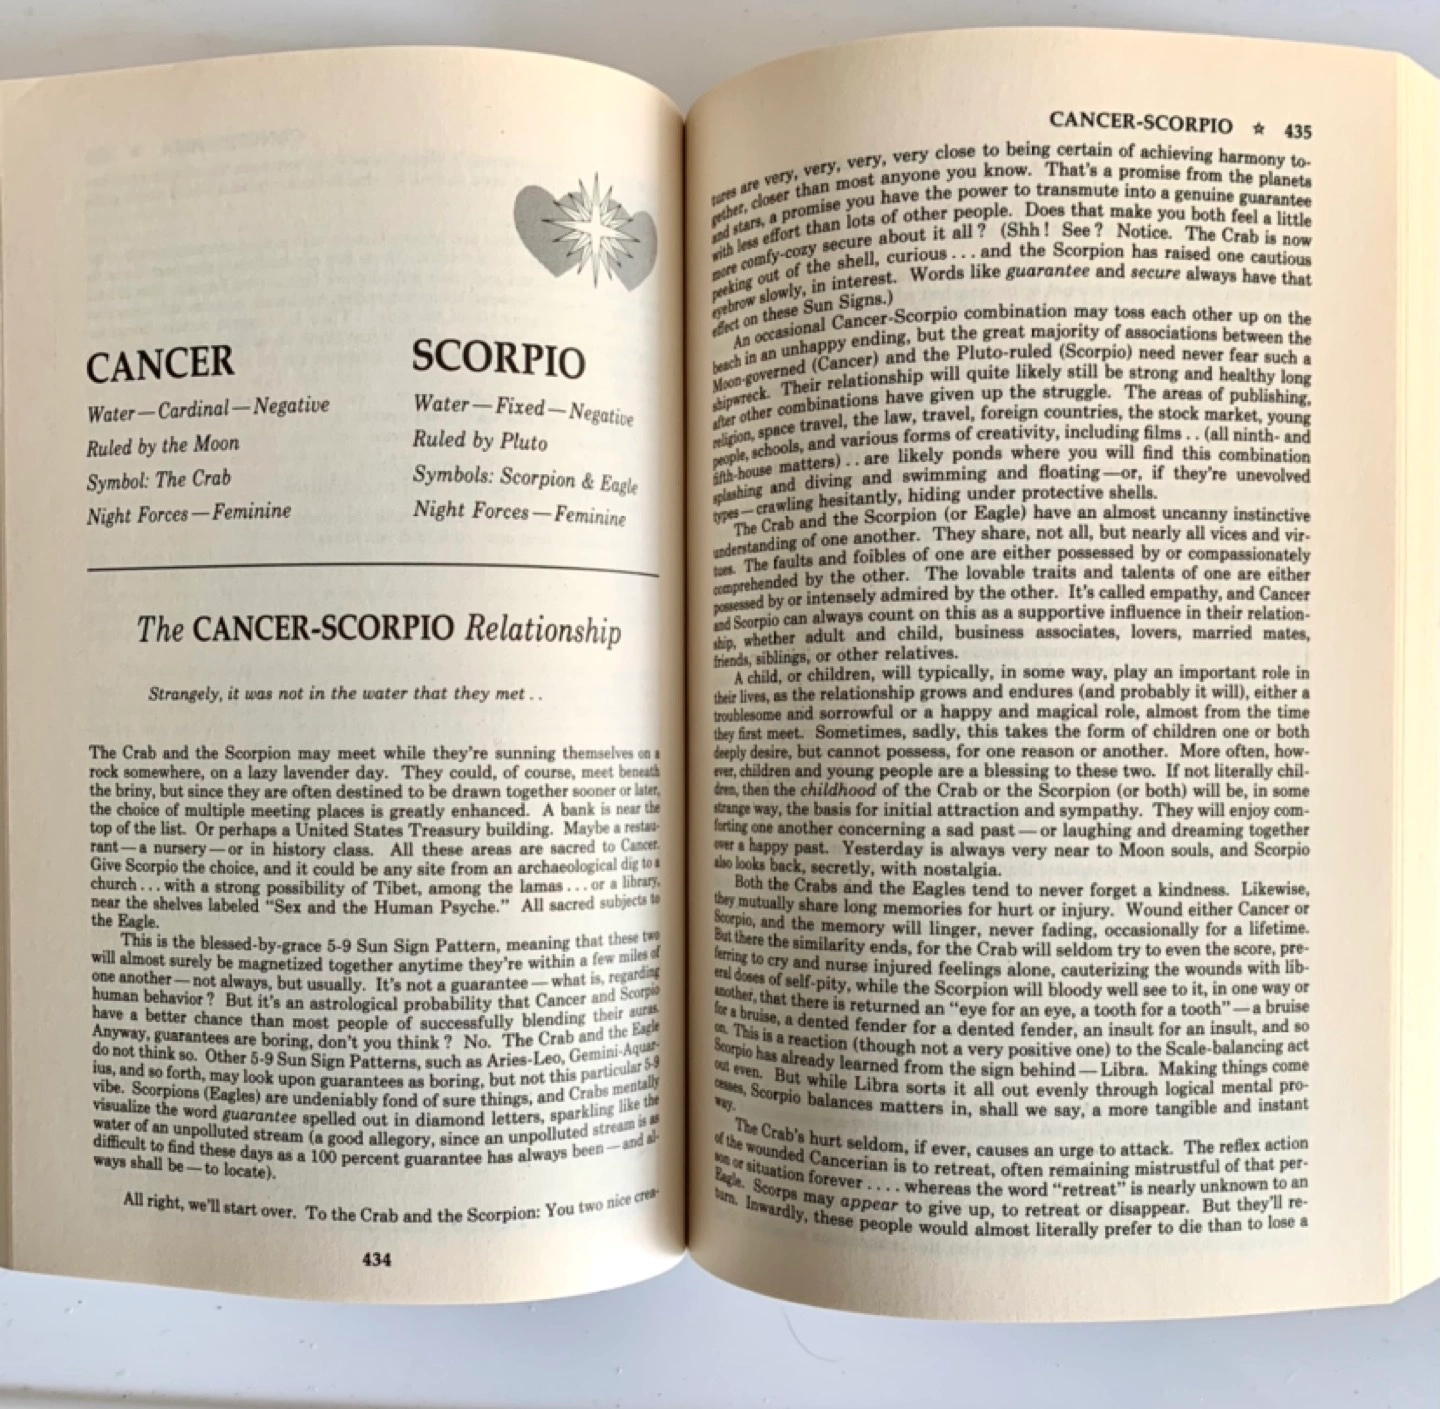 CANCER
Water—Cardinal—Negative
Ruled by the Moon
Symbol: The Crab
Night Forces—Feminine
SCORPIO
Water—Fixed—Negative
Ruled by Pluto
Symbols: Scorpion & Eagle
Night Forces—Feminine
The CANCER-SCORPIO Relationship
Strangely, it was not in the water that they met . .
The Crab and the Scorpion may meet while they're sunning themselves on a
rock somewhere, on a lazy lavender day. They could, of course, meet beneath
the briny, but since they are often destined to be drawn together sooner or later,
the choice of multiple meeting places is greatly enhanced. A bank is near the
top of the list. Or perhaps a United States Treasury building. Maybe a restau-
rant—a nursery—or in history class. All these areas are sacred to Cancer.
Give Scorpio the choice, and it could be any site from an archaeological dig to a
church . . . with a strong possibility of Tibet, among the lamas . . . or a library,
near the shelves labeled "Sex and the Human Psyche." All sacred subjects to
the Eagle.
This is the blessed-by-grace 5-9 Sun Sign Pattern, meaning that these two
will almost surely be magnetized together anytime they're within a few miles of
one another—not always, but usually. It's not a guarantee—what is, regarding
human behavior? But it's an astrological probability that Cancer and Scorpio
have a better chance than most people of successfully blending their auras.
Anyway, guarantees are boring, don't you think? No. The Crab and the Eagle
do not think so. Other 5-9 Sun Sign Patterns, such as Aries-Leo, Gemini-Aquar-
ius, and so forth, may look upon guarantees as boring, but not this particular 5-9
vibe. Scorpions (Eagles) are undeniably fond of sure things, and Crabs mentally
visualize the word guarantee spelled out in diamond letters, sparkling like the
water of an unpolluted stream (a good allegory, since an unpolluted stream is as
difficult to find these days as a 100 percent guarantee has always been—and al-
ways shall be—to locate).
All right, we'll start over. To the Crab and the Scorpion: You two nice crea-
434
CANCER-SCORPIO ☆ 435
tures are very, very, very, very close to being certain of achieving harmony to-
gether, closer than most anyone you know. That's a promise from the planets
and stars, a promise you have the power to transmute into a genuine guarantee
with less effort than lots of other people. Does that make you both feel a little
more comfy-cozy secure about it all? (Shh! See? Notice. The Crab is now
peeking out of the shell, curious . . . and the Scorpion has raised one cautious
eyebrow slowly, in interest. Words like guarantee and secure always have that
effect on these Sun Signs.)
An occasional Cancer-Scorpio combination may toss each other up on the
beach in an unhappy ending, but the great majority of associations between the
Moon-governed (Cancer) and the Pluto-ruled (Scorpio) need never fear such a
shipwreck. Their relationship will quite likely still be strong and healthy long
after other combinations have given up the struggle. The areas of publishing,
religion, space travel, the law, travel, foreign countries, the stock market, young
people, schools, and various forms of creativity, including films . . (all ninth- and
fifth-house matters) . . are likely ponds where you will find this combination
splashing and diving and swimming and floating—or, if they're unevolved
types—crawling hesitantly, hiding under protective shells.
The Crab and the Scorpion (or Eagle) have an almost uncanny instinctive
understanding of one another. They share, not all, but nearly all vices and vir-
tues. The faults and foibles of one are either possessed by or compassionately
comprehended by the other. The lovable traits and talents of one are either
possessed by or intensely admired by the other. It's called empathy, and Cancer
and Scorpio can always count on this as a supportive influence in their relation-
ship, whether adult and child, business associates, lovers, married mates,
friends, siblings, or other relatives.
A child, or children, will typically, in some way, play an important role in
their lives, as the relationship grows and endures (and probably it will), either a
troublesome and sorrowful or a happy and magical role, almost from the time
they first meet. Sometimes, sadly, this takes the form of children one or both
deeply desire, but cannot possess, for one reason or another. More often, how-
ever, children and young people are a blessing to these two. If not literally chil-
dren, then the childhood of the Crab or the Scorpion (or both) will be, in some
strange way, the basis for initial attraction and sympathy. They will enjoy com-
forting one another concerning a sad past—or laughing and dreaming together
over a happy past. Yesterday is always very near to Moon souls, and Scorpio
also looks back, secretly, with nostalgia.
Both the Crabs and the Eagles tend to never forget a kindness. Likewise,
they mutually share long memories for hurt or injury. Wound either Cancer or
Scorpio, and the memory will linger, never fading, occasionally for a lifetime.
But there the similarity ends, for the Crab will seldom try to even the score, pre-
ferring to cry and nurse injured feelings alone, cauterizing the wounds with lib-
eral doses of self-pity, while the Scorpion will bloody well see to it, in one way or
another, that there is returned an "eye for an eye, a tooth for a tooth"—a bruise
for a bruise, a dented fender for a dented fender, an insult for an insult, and so
on. This is a reaction (though not a very positive one) to the Scale-balancing act
Scorpio has already learned from the sign behind—Libra. Making things come
out even. But while Libra sorts it all out evenly through logical mental pro-
cesses, Scorpio balances matters in, shall we say, a more tangible and instant
way.
The Crab's hurt seldom, if ever, causes an urge to attack. The reflex action
of the wounded Cancerian is to retreat, often remaining mistrustful of that per-
son or situation forever . . . . whereas the word "retreat" is nearly unknown to an
Eagle. Scorps may appear to give up, to retreat or disappear. But they'll re-
turn. Inwardly, these people would almost literally prefer to die than to lose a